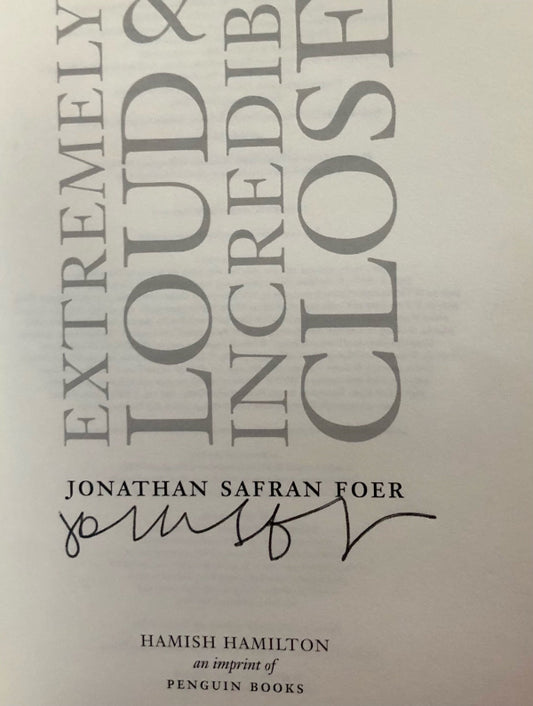 EXTREMELY
LOUD &
INCREDIB
CLOSE
JONATHAN SAFRAN FOER
HAMISH HAMILTON
an imprint of
PENGUIN BOOKS